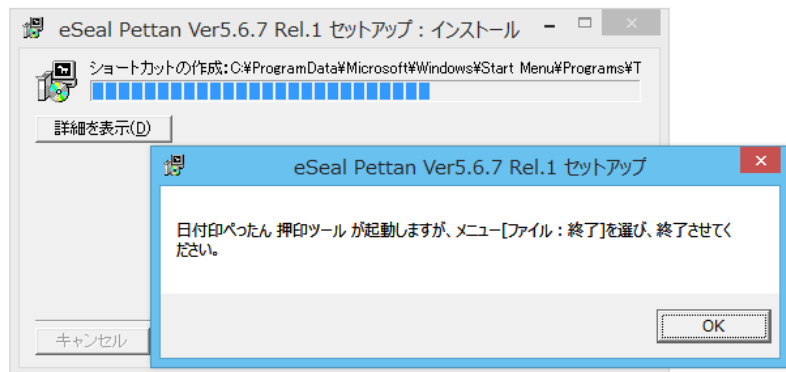 eSeal Pettan Ver5.6.7 Rel.1 セットアップ : インストール
ショートカットの作成: C:¥ProgramData¥Microsoft¥Windows¥Start Menu¥Programs¥T
詳細を表示(D)
eSeal Pettan Ver5.6.7 Rel.1 セットアップ
日付印ぺったん 押印ツール が起動しますが、メニュー[ファイル : 終了]を選び、終了させてく
ださい。
OK
キャンセル